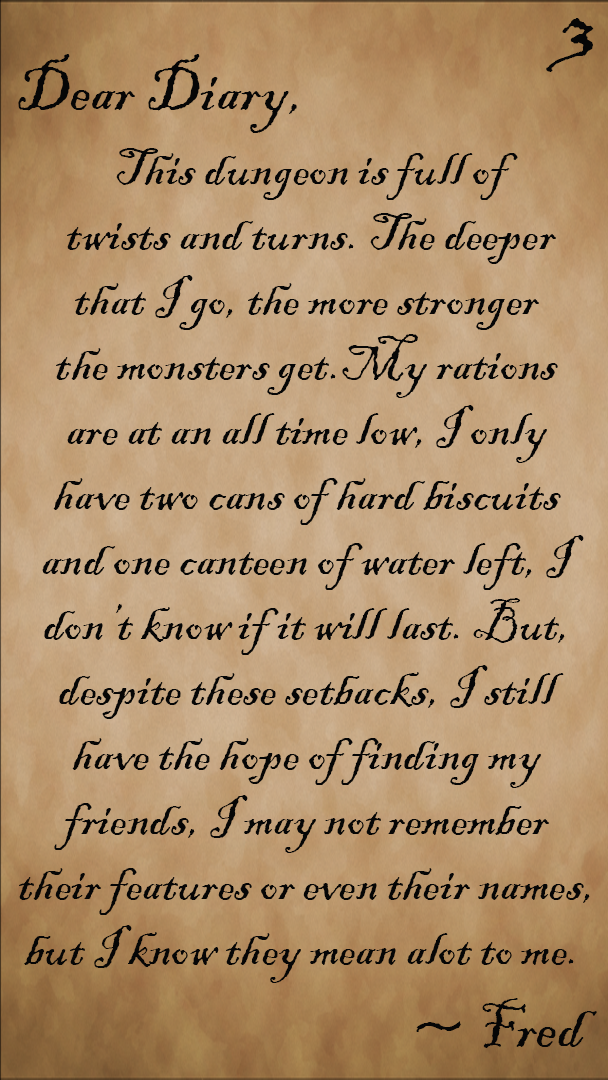 3
Dear Diary,
This dungeon is full of
twists and turns. The deeper
that I go, the more stronger
the monsters get. My rations
are at an all time low, I only
have two cans of hard biscuits
and one canteen of water left, I
don't know if it will last. But,
despite these setbacks, I still
have the hope of finding my
friends, I may not remember
their features or even their names,
but I know they mean alot to me.
~ Fred